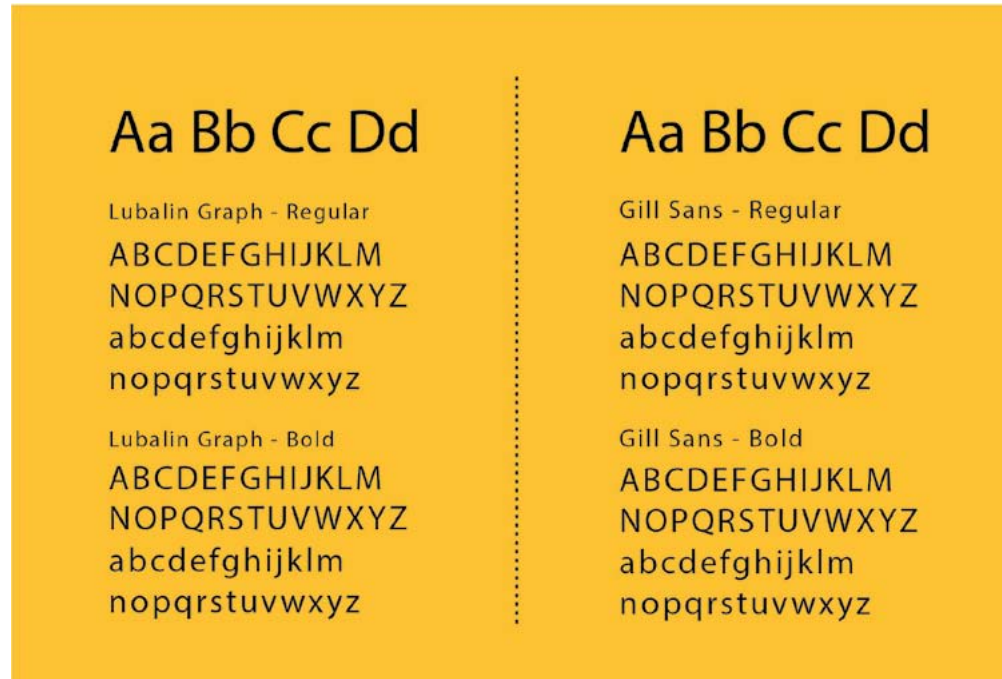 Aa Bb Cc Dd
Lubalin Graph - Regular
ABCDEFGHIJKLM
NOPQRSTUVWXYZ
abcdefghijklm
nopqrstuvwxyz
Lubalin Graph - Bold
ABCDEFGHIJKLM
NOPQRSTUVWXYZ
abcdefghijklm
nopqrstuvwxyz
Aa Bb Cc Dd
Gill Sans - Regular
ABCDEFGHIJKLM
NOPQRSTUVWXYZ
abcdefghijklm
nopqrstuvwxyz
Gill Sans - Bold
ABCDEFGHIJKLM
NOPQRSTUVWXYZ
abcdefghijklm
nopqrstuvwxyz